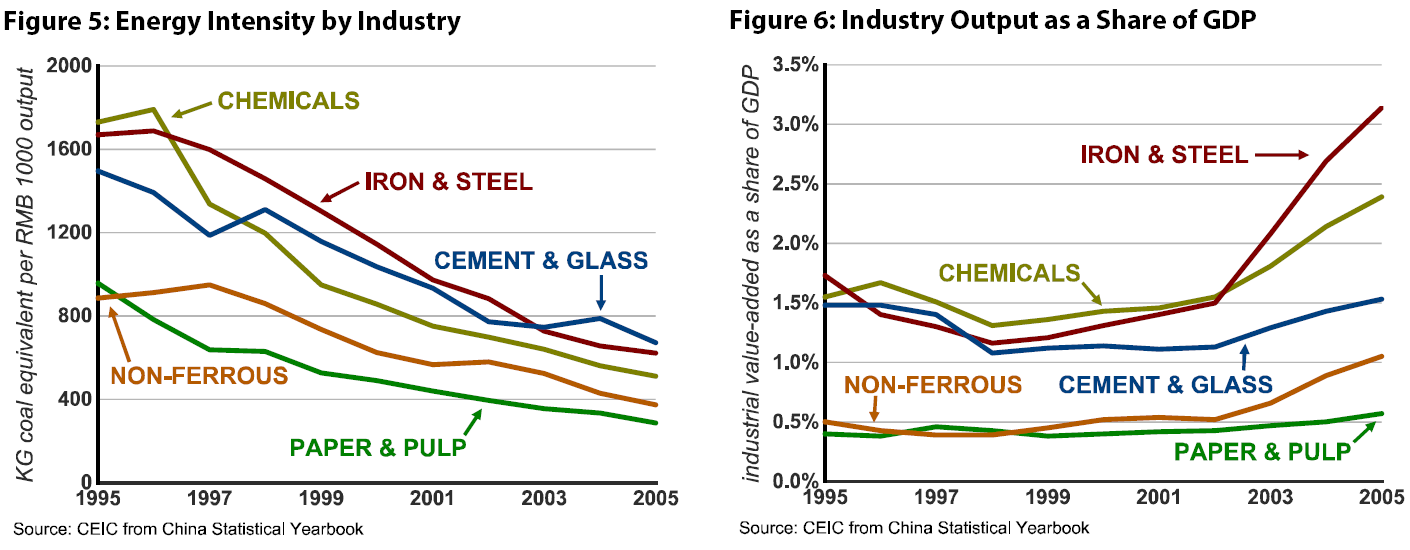 Figure 5: Energy Intensity by Industry
KG coal equivalent per RMB 1000 output
2000
1600
1200
800
400
0
CHEMICALS
IRON & STEEL
CEMENT & GLASS
NON-FERROUS
PAPER & PULP
1995 1997 1999 2001 2003 2005
Source: CEIC from China Statistical Yearbook
Figure 6: Industry Output as a Share of GDP
industrial value-added as a share of GDP
3.5%
3.0%
2.5%
2.0%
1.5%
1.0%
0.5%
0.0%
IRON & STEEL
CHEMICALS
NON-FERROUS
CEMENT & GLASS
PAPER & PULP
1995 1997 1999 2001 2003 2005
Source: CEIC from China Statistical Yearbook